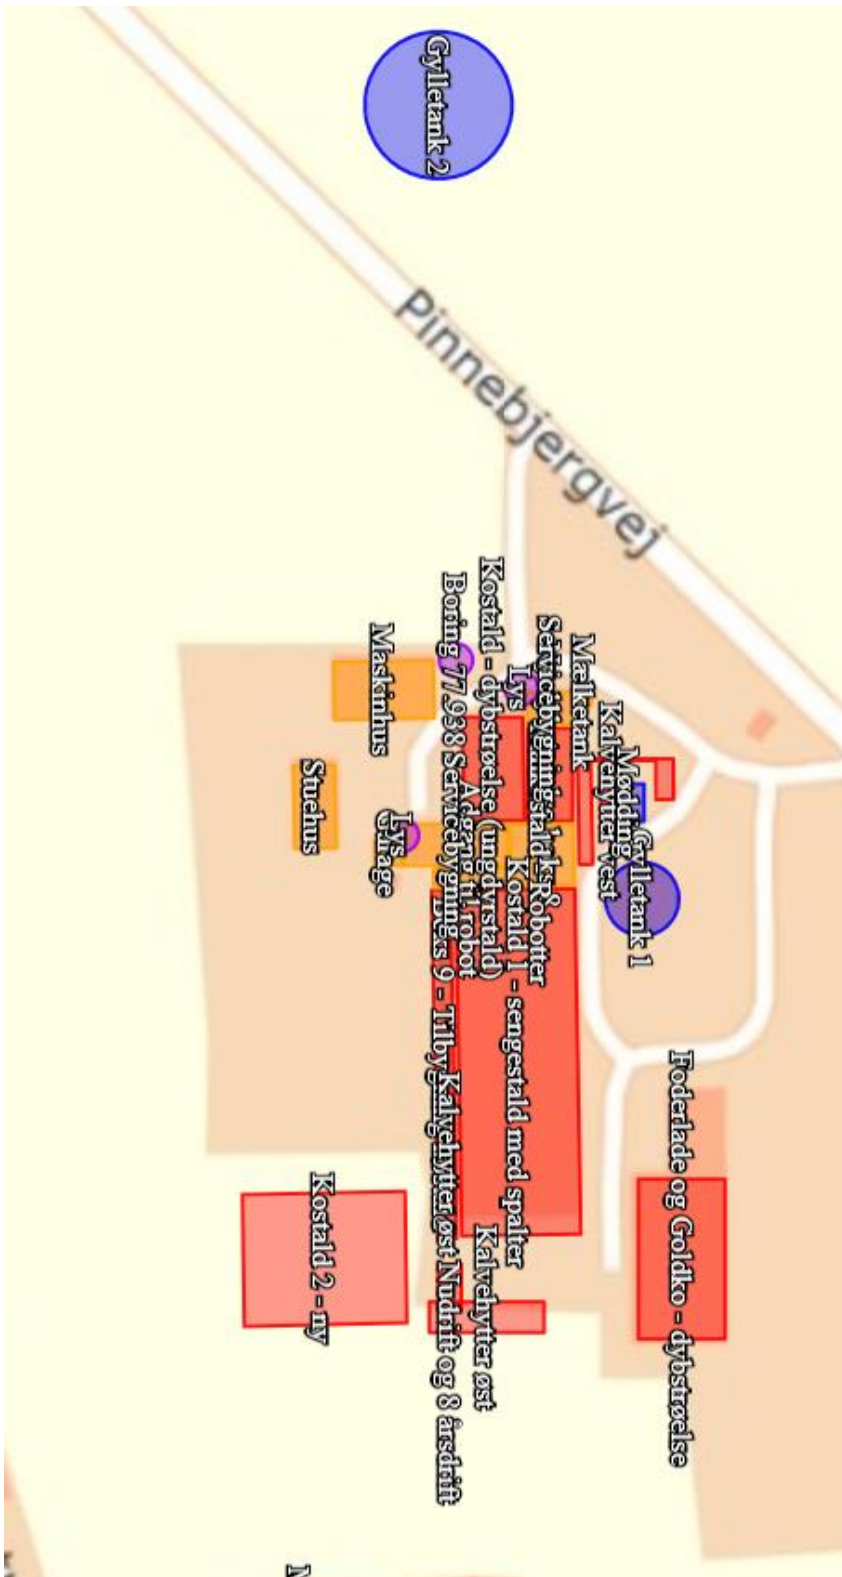 Gylletank 2
Pinnebjergvej
Mælketank
Servicebygning
Kostald - dybstrøelse (ungdyrstald)
Boring 77.938
Servicebygning
Lys
Maskinhus
Kalvehytter vest
Mødding
Gylletank 1
Stuehus
Lys
Garage
Adgang til robot
Robotter
Kostald 1 - sengestald med spalter
Kalvehytter øst Nudrift og 8 årsdrift
Foderlade og Goldko - dybstrøelse
Kostald 2 - ny
Kalvehytter øst